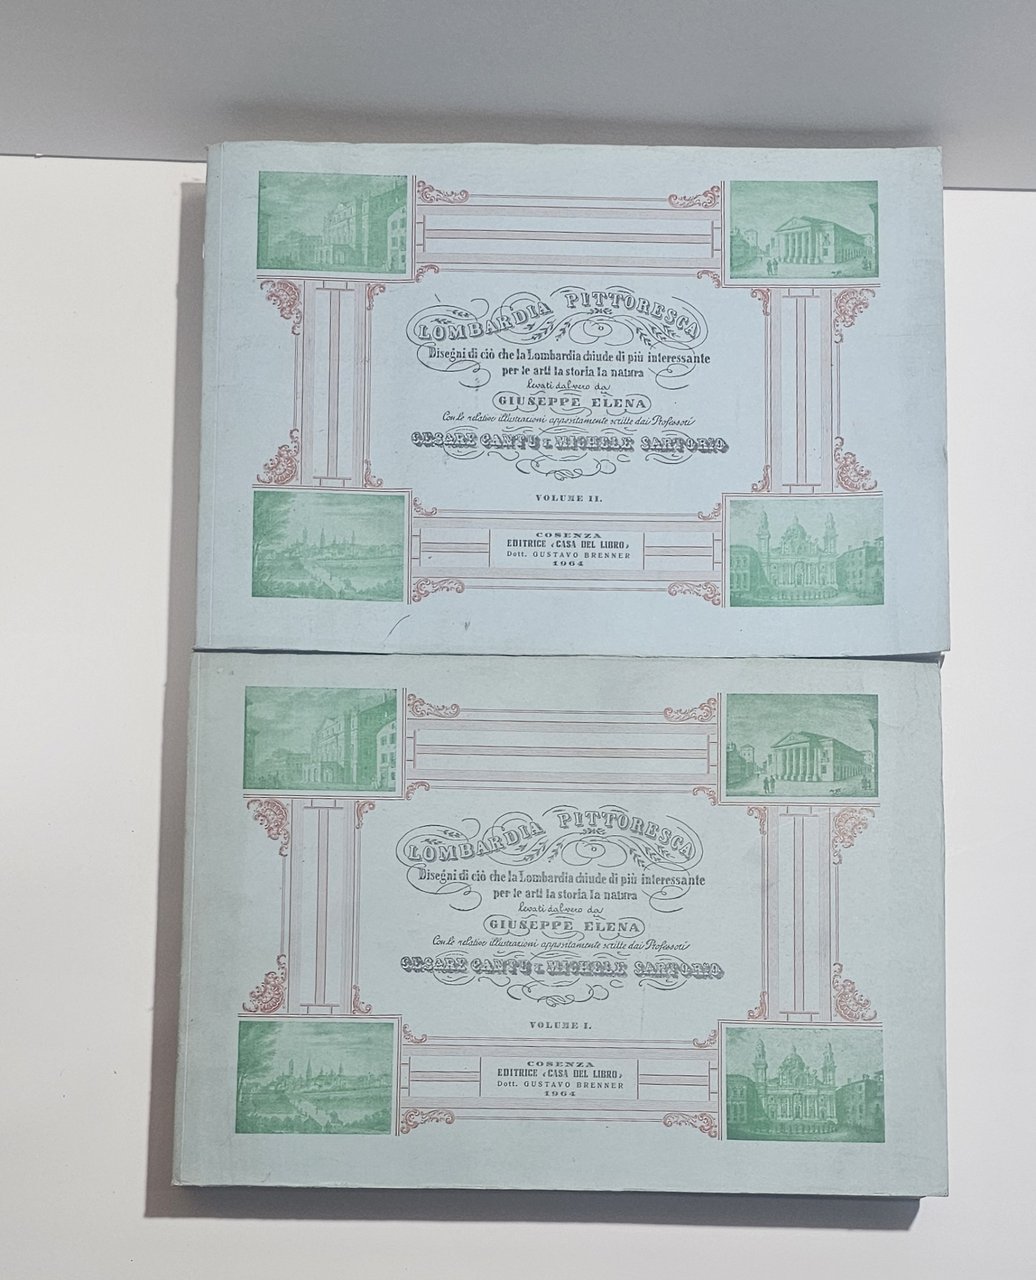 LOMBARDIA PITTORESCA
Disegni di ciò che la Lombardia chiude di più interessante
per le arti la storia la natura
levati dal vero da
GIUSEPPE ELENA
Con le relative illustrazioni appositamente scritte dai Professori
CESARE CANTU E MICHELE SARTORIO
VOLUME II.
COSENZA
EDITRICE «CASA DEL LIBRO»
Dott. GUSTAVO BRENNER
1964
LOMBARDIA PITTORESCA
Disegni di ciò che la Lombardia chiude di più interessante
per le arti la storia la natura
levati dal vero da
GIUSEPPE ELENA
Con le relative illustrazioni appositamente scritte dai Professori
CESARE CANTU E MICHELE SARTORIO
VOLUME I.
COSENZA
EDITRICE «CASA DEL LIBRO»
Dott. GUSTAVO BRENNER
1964